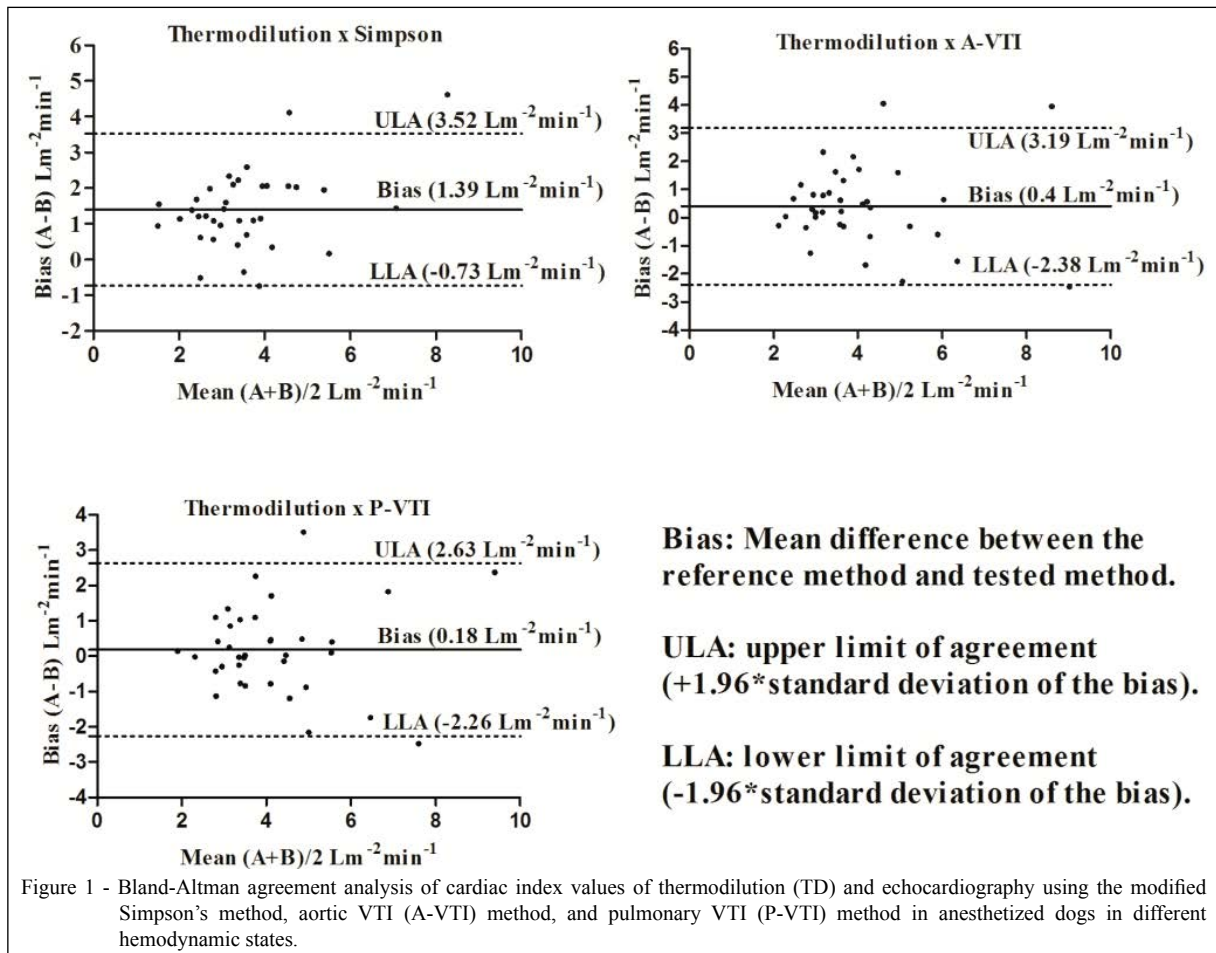 Thermodilution x Simpson
Bias (A-B) Lm⁻²min⁻¹
6
5
4
3
2
1
0
-1
-2
ULA (3.52 Lm⁻²min⁻¹)
Bias (1.39 Lm⁻²min⁻¹)
LLA (-0.73 Lm⁻²min⁻¹)
0 2 4 6 8 10
Mean (A+B)/2 Lm⁻²min⁻¹
Thermodilution x A-VTI
Bias (A-B) Lm⁻²min⁻¹
6
5
4
3
2
1
0
-1
-2
-3
-4
ULA (3.19 Lm⁻²min⁻¹)
Bias (0.4 Lm⁻²min⁻¹)
LLA (-2.38 Lm⁻²min⁻¹)
0 2 4 6 8 10
Mean (A+B)/2 Lm⁻²min⁻¹
Thermodilution x P-VTI
Bias (A-B) Lm⁻²min⁻¹
4
3
2
1
0
-1
-2
-3
-4
ULA (2.63 Lm⁻²min⁻¹)
Bias (0.18 Lm⁻²min⁻¹)
LLA (-2.26 Lm⁻²min⁻¹)
0 2 4 6 8 10
Mean (A+B)/2 Lm⁻²min⁻¹
Bias: Mean difference between the
reference method and tested method.
ULA: upper limit of agreement
(+1.96*standard deviation of the bias).
LLA: lower limit of agreement
(-1.96*standard deviation of the bias).
Figure 1 - Bland-Altman agreement analysis of cardiac index values of thermodilution (TD) and echocardiography using the modified
Simpson's method, aortic VTI (A-VTI) method, and pulmonary VTI (P-VTI) method in anesthetized dogs in different
hemodynamic states.